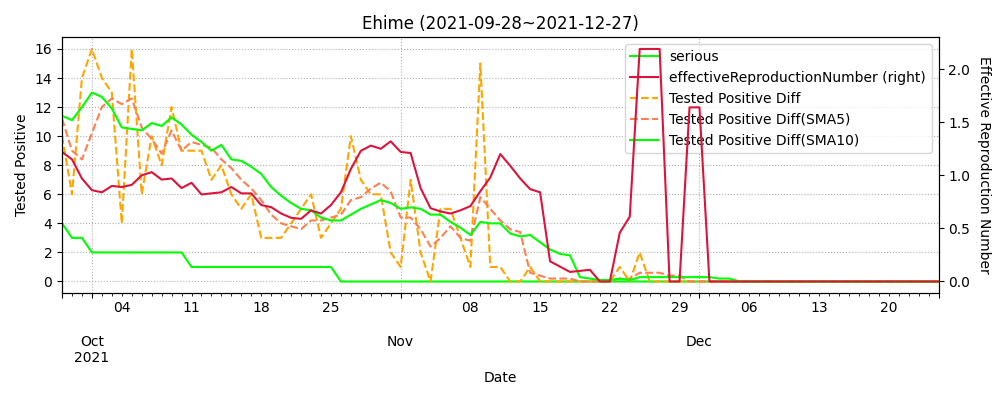 Ehime (2021-09-28~2021-12-27)
serious
effectiveReproductionNumber (right)
Tested Positive Diff
Tested Positive Diff(SMA5)
Tested Positive Diff(SMA10)
Tested Positive
16
14
12
10
8
6
4
2
0
2.0
1.5
1.0
0.5
0.0
Effective Reproduction Number
04 11 18 25 08 15 22 29 06 13 20
Oct Nov Dec
2021
Date